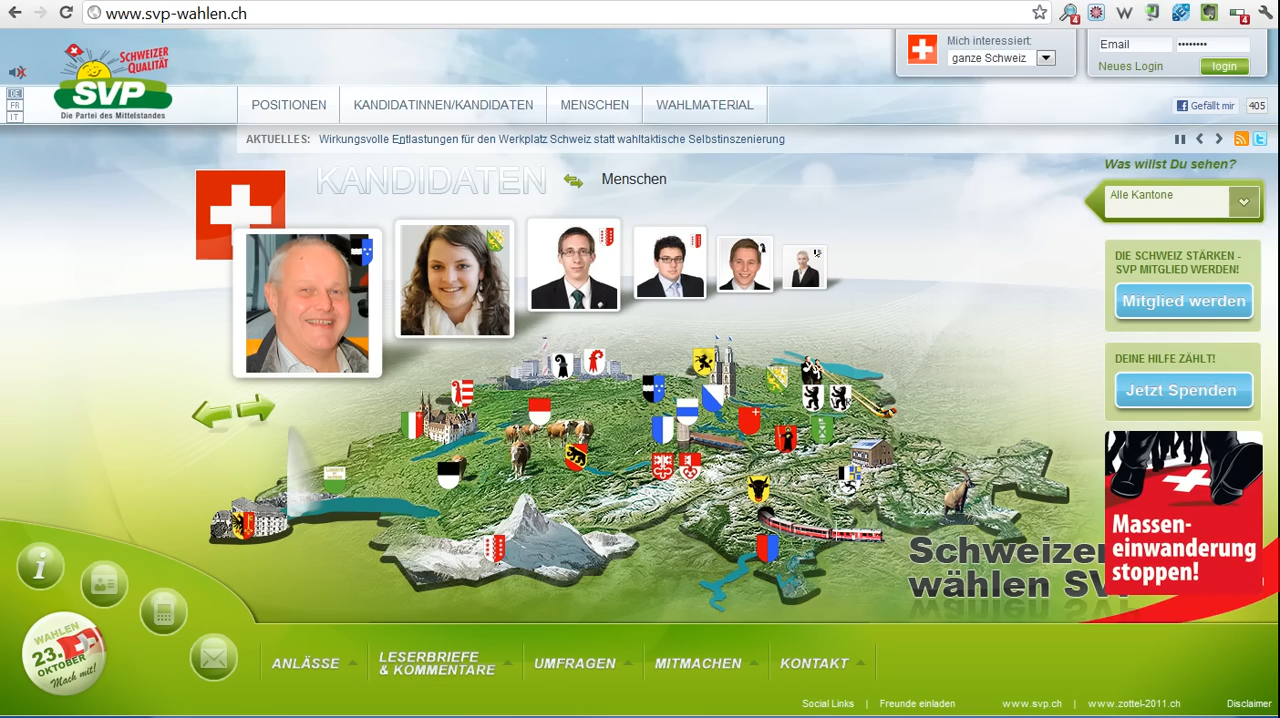 www.svp-wahlen.ch
4
4
SCHWEIZER
QUALITÄT
SVP
Die Partei des Mittelstandes
DE
FR
IT
Mich interessiert:
ganze Schweiz
Email
••••••••
Neues Login
login
POSITIONEN
KANDIDATINNEN/KANDIDATEN
MENSCHEN
WAHLMATERIAL
Gefällt mir
405
AKTUELLES: Wirkungsvolle Entlastungen für den Werkplatz Schweiz statt wahltaktische Selbstinszenierung
KANDIDATEN
Menschen
Was willst Du sehen?
Alle Kantone
DIE SCHWEIZ STÄRKEN -
SVP MITGLIED WERDEN!
Mitglied werden
DEINE HILFE ZÄHLT!
Jetzt Spenden
Massen-
einwanderung
stoppen!
Schweizer
wählen SVP
i
WAHLEN
23.
OKTOBER
Mach mit!
ANLÄSSE
LESERBRIEFE
& KOMMENTARE
UMFRAGEN
MITMACHEN
KONTAKT
Social Links | Freunde einladen
www.svp.ch | www.zottel-2011.ch
Disclaimer